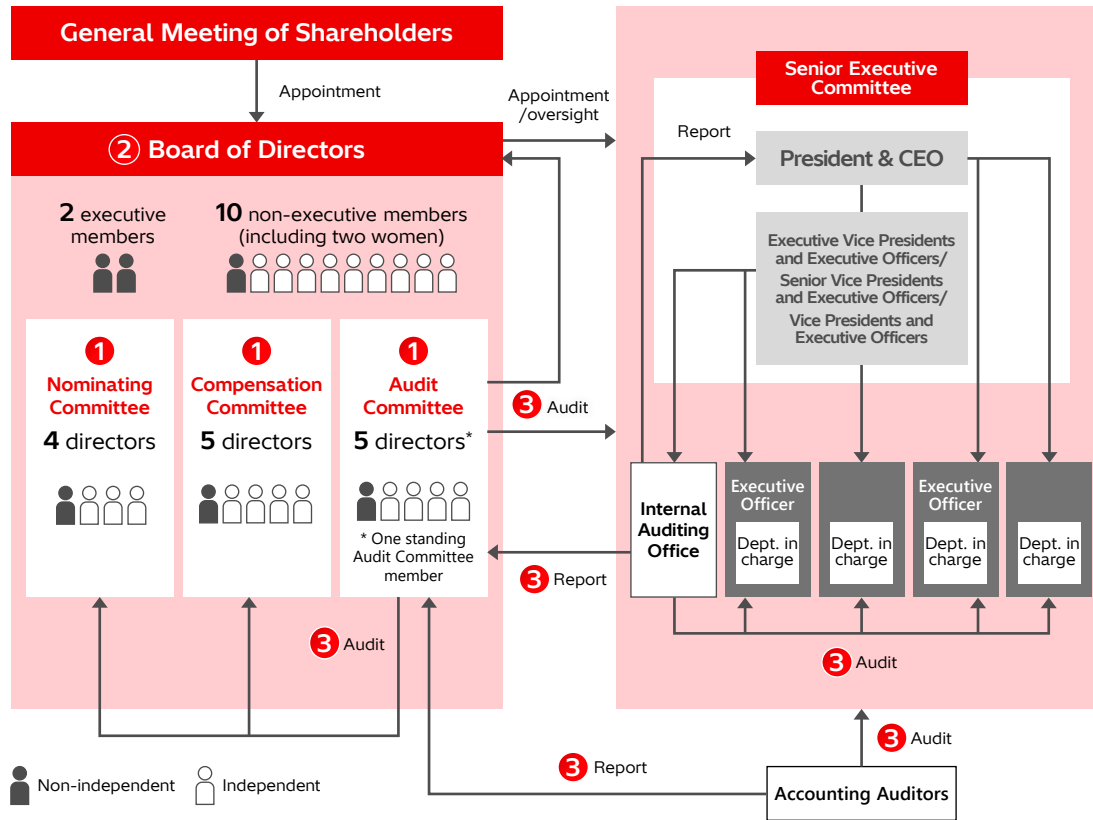 General Meeting of Shareholders
Appointment
② Board of Directors
Appointment
/oversight
2 executive
members
10 non-executive members
(including two women)
1
Nominating
Committee
4 directors
1
Compensation
Committee
5 directors
1
Audit
Committee
5 directors*
* One standing
Audit Committee
member
3 Audit
3 Report
3 Audit
Senior Executive
Committee
Report
President & CEO
Executive Vice Presidents
and Executive Officers/
Senior Vice Presidents
and Executive Officers/
Vice Presidents and
Executive Officers
Internal
Auditing
Office
Executive
Officer
Dept. in
charge
Dept. in
charge
Executive
Officer
Dept. in
charge
Dept. in
charge
3 Audit
3 Audit
3 Report
Accounting Auditors
Non-independent
Independent